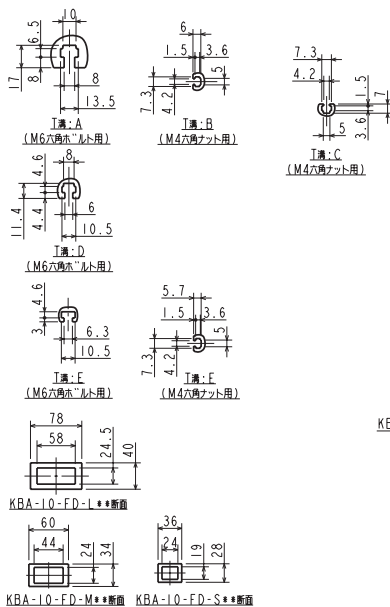 10
6.5
17
8
8
13.5
T溝:A
(M6六角ボルト用)
6
1.5 3.6
7.3
4.2
5
T溝:B
(M4六角ナット用)
7.3
4.2
1.5
7
3.6
5
T溝:C
(M4六角ナット用)
8
4.6
11.4
4.4
6
10.5
T溝:D
(M6六角ボルト用)
4.6
3
6.3
10.5
T溝:E
(M6六角ボルト用)
5.7
1.5 3.6
7.3
4.2
5
T溝:E
(M4六角ナット用)
78
58
24.5
40
KBA-10-FD-L**断面
KB
60
44
24
34
KBA-10-FD-M**断面
36
24
19
28
KBA-10-FD-S**断面